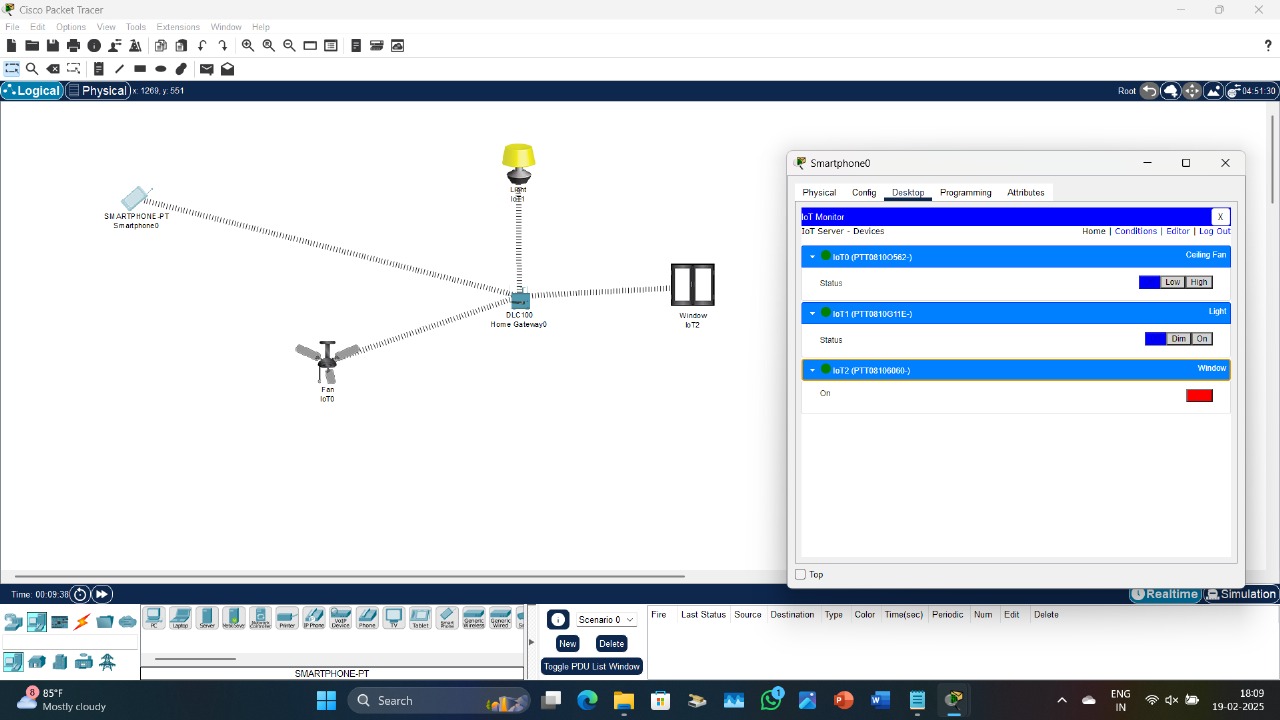 Cisco Packet Tracer
File Edit Options View Tools Extensions Window Help
Logical Physical x: 1269, y: 551 Root 04:51:30
Light
IoT1
SMARTPHONE-PT
Smartphone0
DLC100
Home Gateway0
Window
IoT2
Fan
IoT0
Smartphone0
Physical Config Desktop Programming Attributes
IoT Monitor X
IoT Server - Devices Home | Conditions | Editor | Log Out
IoT0 (PTT0810O562-) Ceiling Fan
Status Low High
IoT1 (PTT0810G11E-) Light
Status Dim On
IoT2 (PTT08106060-) Window
On
Top
Time: 00:09:38 Realtime Simulation
PC Laptop Server Printer IP Phone VoIP Device Phone TV Tablet Smart Phone Generic Wireless Generic Wired
SMARTPHONE-PT
Scenario 0
New Delete
Toggle PDU List Window
Fire Last Status Source Destination Type Color Time(sec) Periodic Num Edit Delete
8 85°F
Mostly cloudy
Search
1
ENG
IN
18:09
19-02-2025